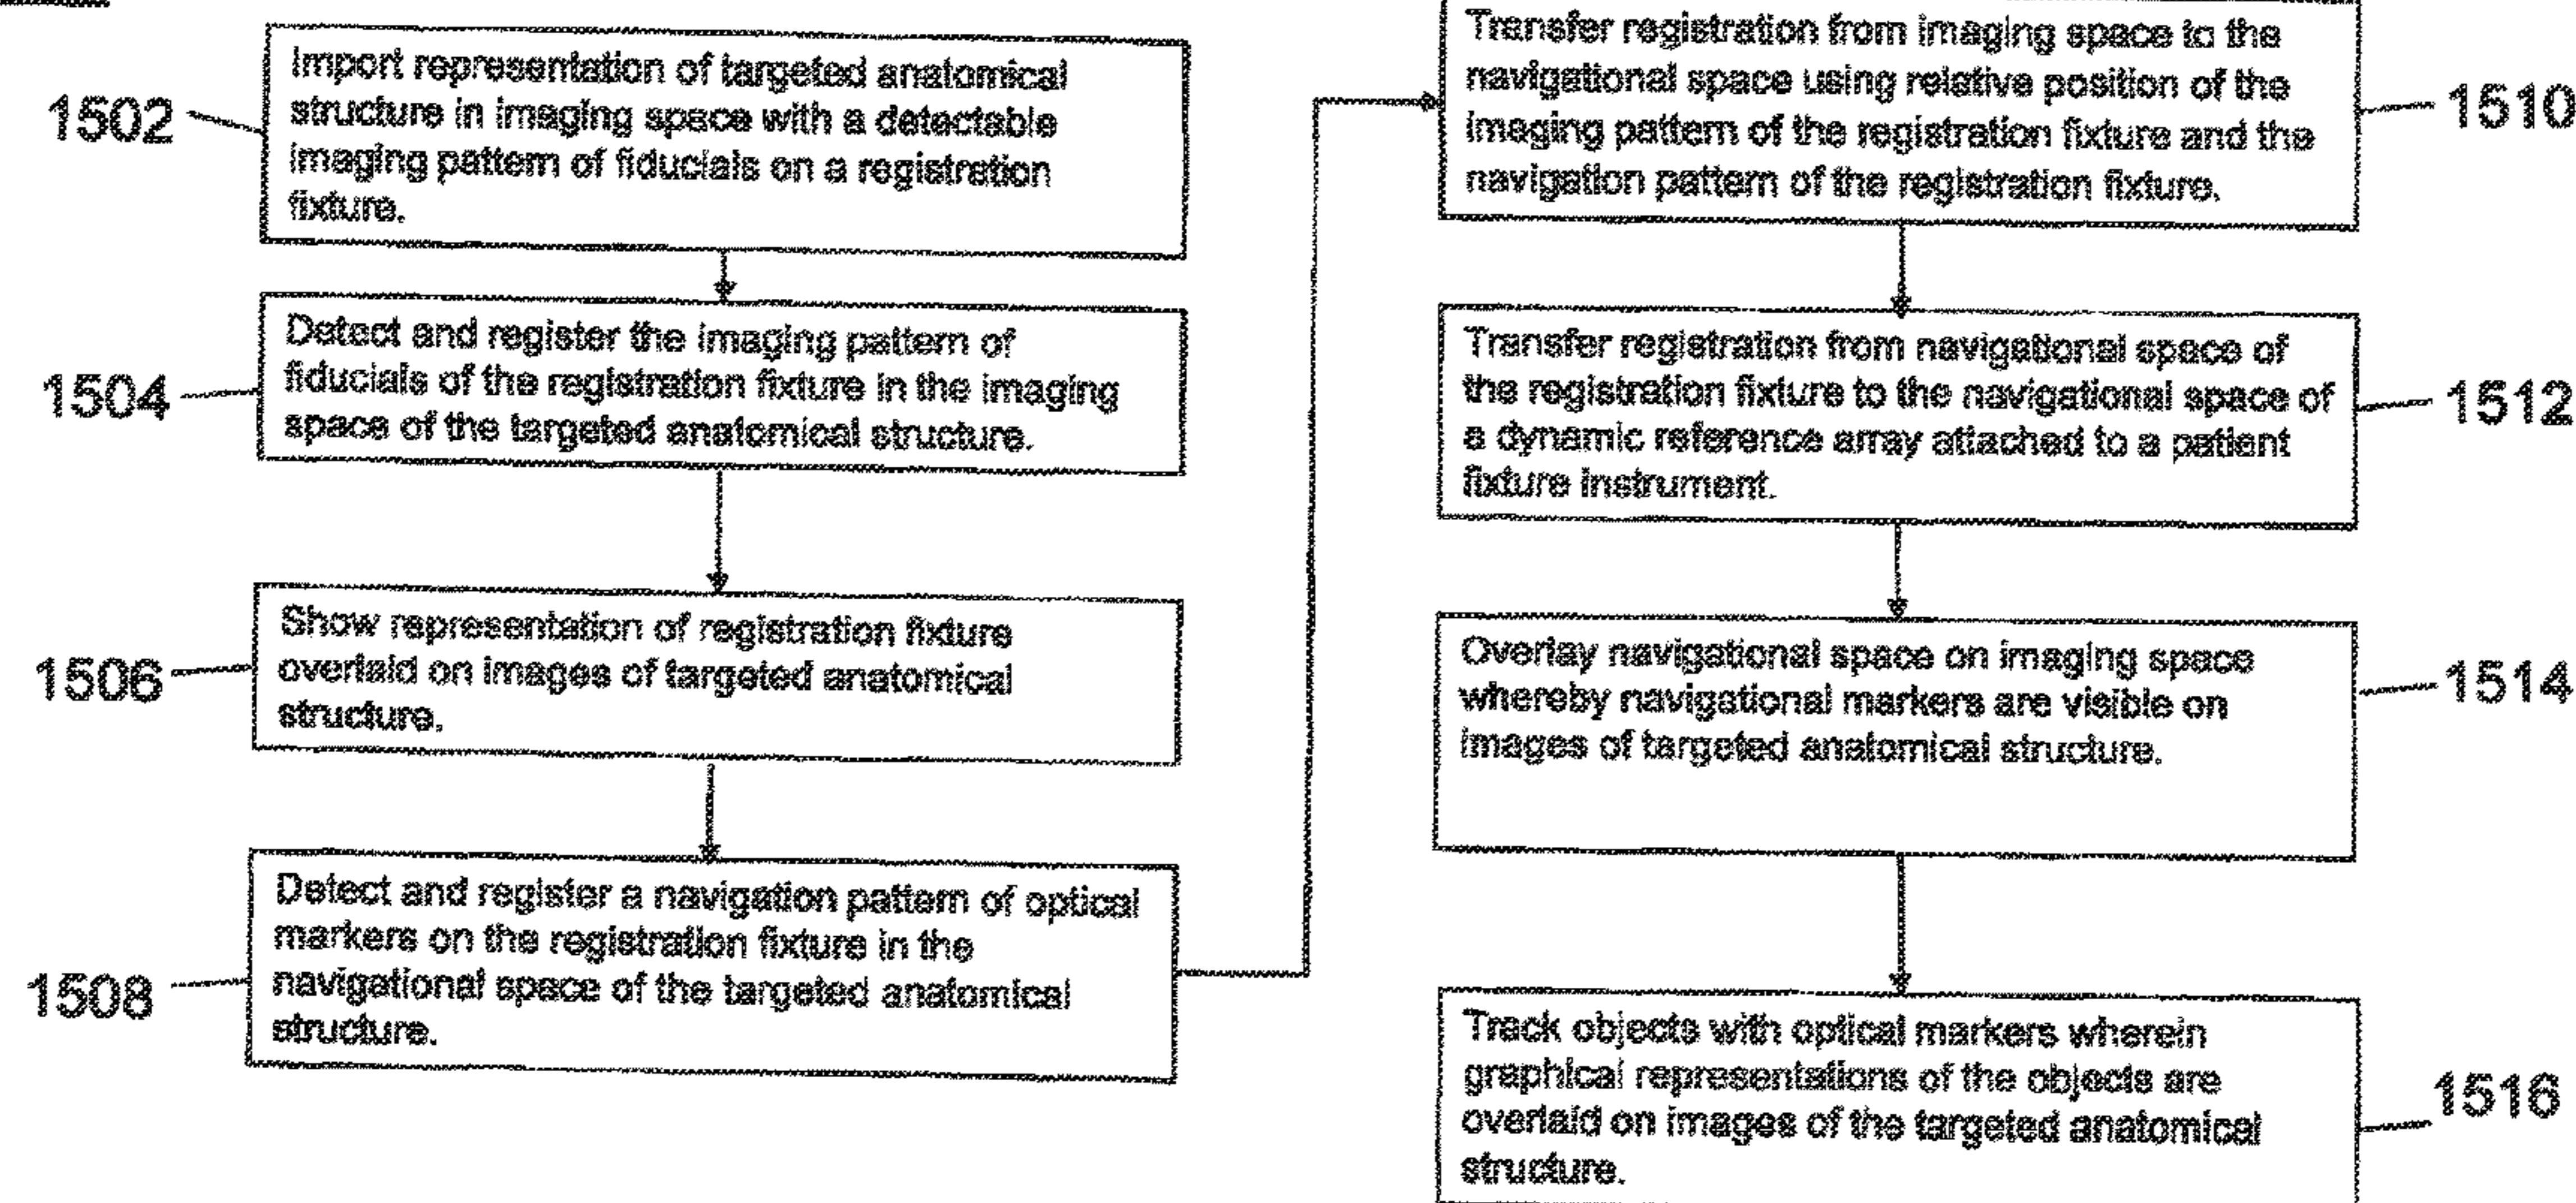 1502
Import representation of targeted anatomical
structure in imaging space with a detectable
imaging pattern of fiducials on a registration
fixture.
1504
Detect and register the imaging pattern of
fiducials of the registration fixture in the imaging
space of the targeted anatomical structure.
1506
Show representation of registration fixture
overlaid on images of targeted anatomical
structure.
1508
Detect and register a navigation pattern of optical
markers on the registration fixture in the
navigational space of the targeted anatomical
structure.
Transfer registration from imaging space to the
navigational space using relative position of the
imaging pattern of the registration fixture and the
navigation pattern of the registration fixture.
1510
Transfer registration from navigational space of
the registration fixture to the navigational space of
a dynamic reference array attached to a patient
fixture instrument.
1512
Overlay navigational space on imaging space
whereby navigational markers are visible on
images of targeted anatomical structure.
1514
Track objects with optical markers wherein
graphical representations of the objects are
overlaid on images of the targeted anatomical
structure.
1516